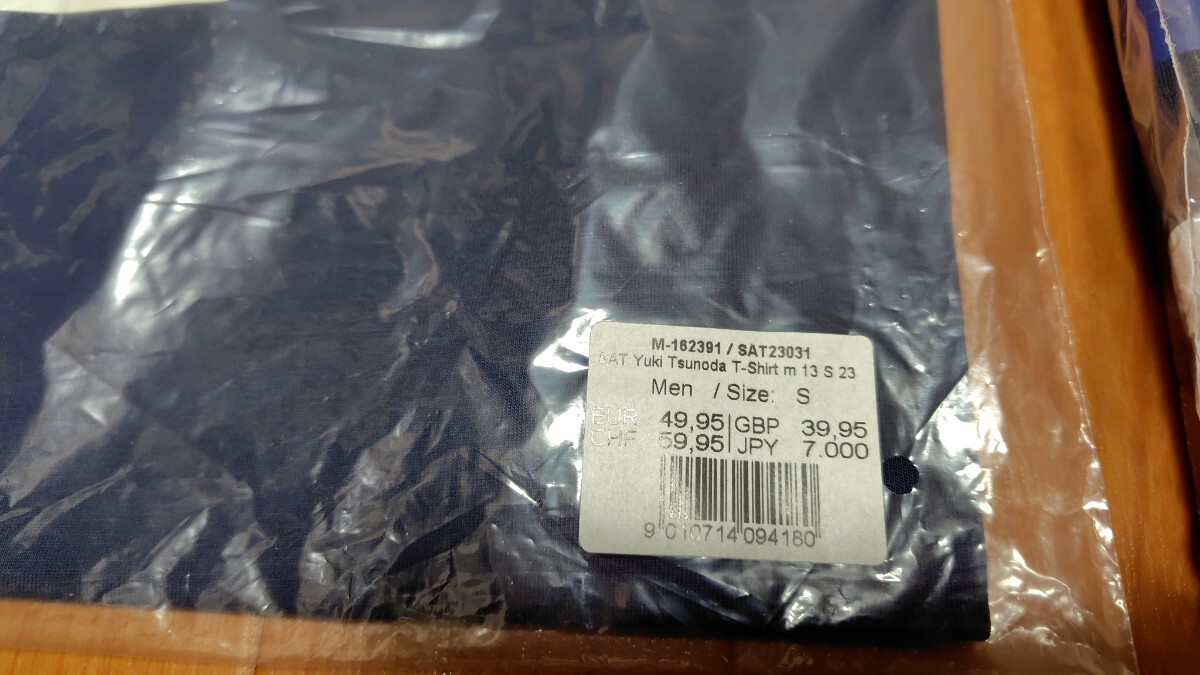 M-162391 / SAT23031
SAT Yuki Tsunoda T-Shirt m 13 S 23
Men / Size: S
EUR 49,95 | GBP 39,95
CHF 59,95 | JPY 7.000
9 010714 094180